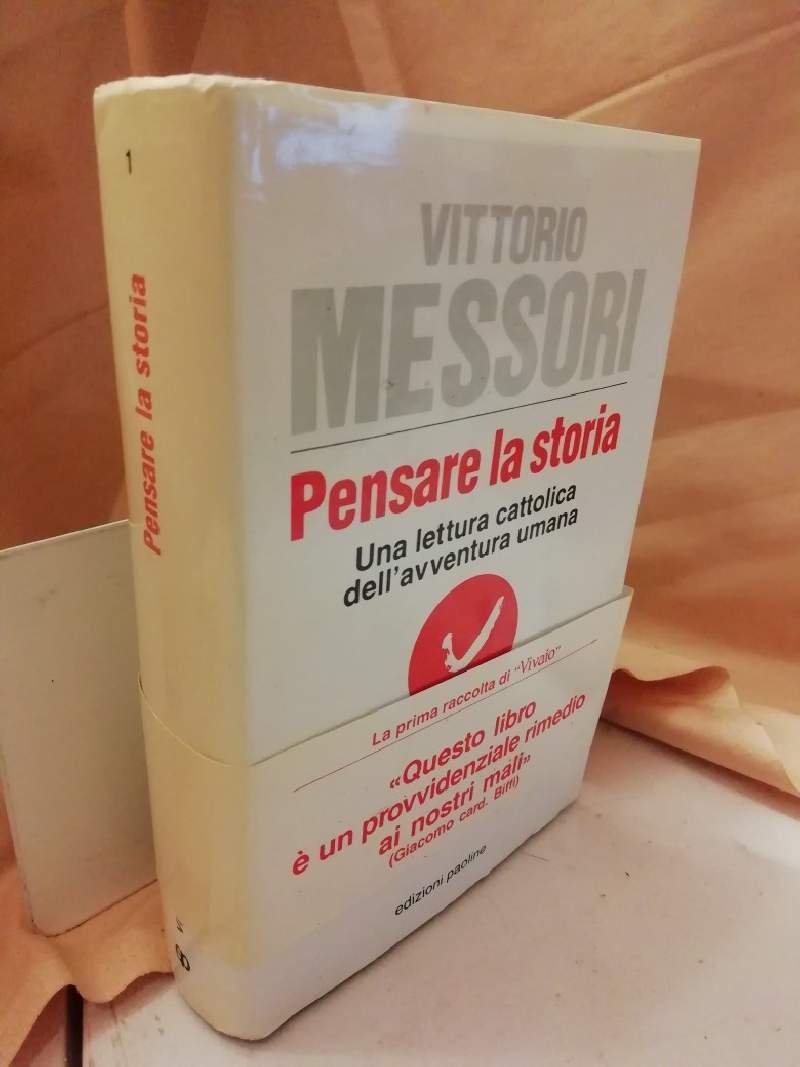 1
Pensare la storia
VITTORIO
MESSORI
Pensare la storia
Una lettura cattolica
dell'avventura umana
La prima raccolta di "Vivaio"
«Questo libro
è un provvidenziale rimedio
ai nostri mali»
(Giacomo card. Biffi)
edizioni paoline